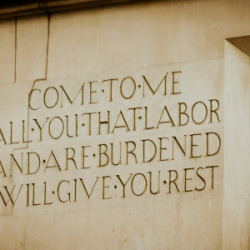 COME·TO·ME
ALL·YOU·THAT·LABOR
AND·ARE·BURDENED
WILL·GIVE·YOU·REST